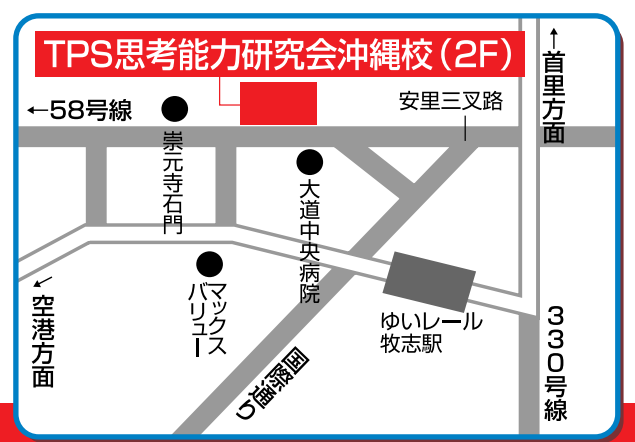 TPS思考能力研究会沖縄校（2F）
↑首里方面
←58号線
安里三叉路
崇元寺石門
大道中央病院
マックス
バリュー
↙空港方面
ゆいレール
牧志駅
330号線
国際通り